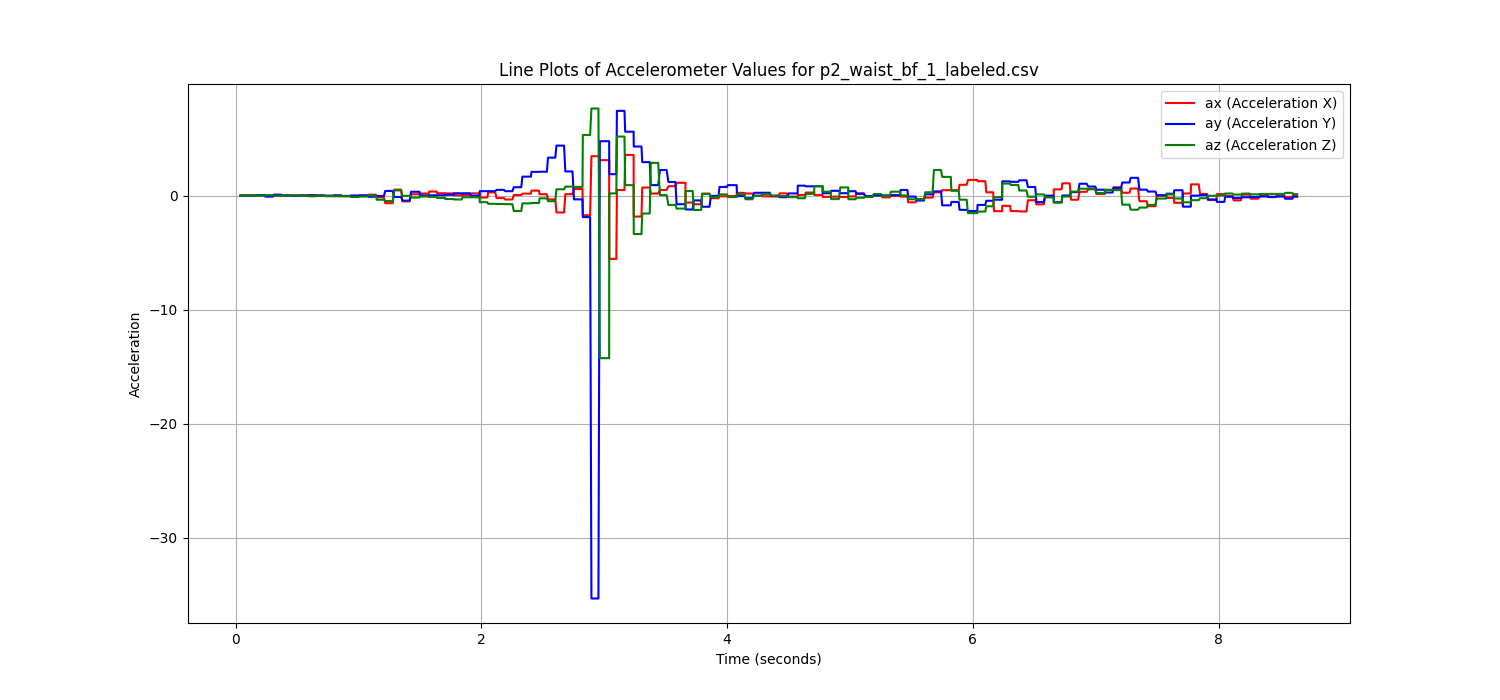 Line Plots of Accelerometer Values for p2_waist_bf_1_labeled.csv
ax (Acceleration X)
ay (Acceleration Y)
az (Acceleration Z)
Acceleration
0
−10
−20
−30
0 2 4 6 8
Time (seconds)